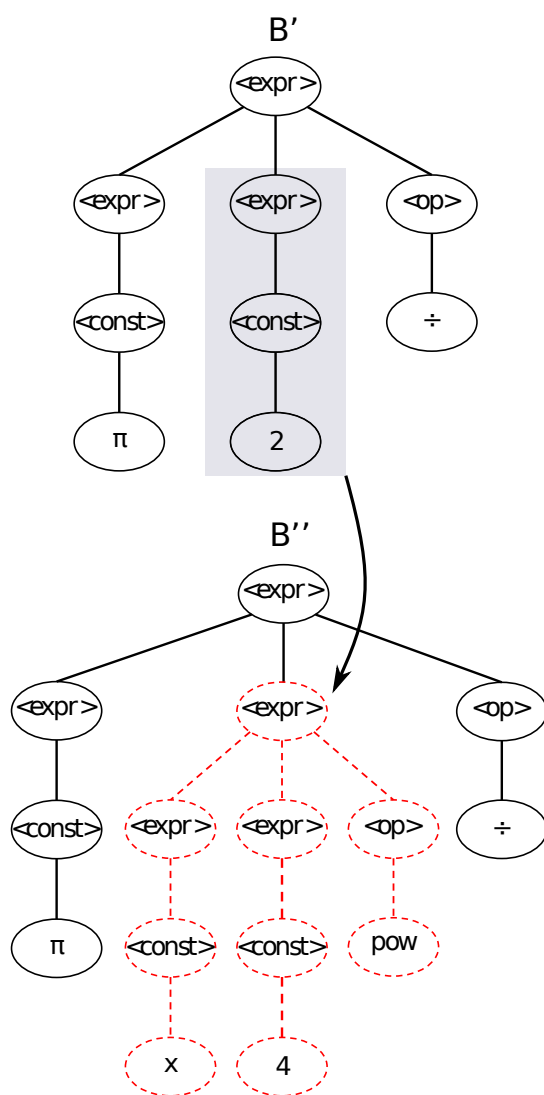 B'
<expr>
<expr> <expr> <op>
<const> <const> ÷
π 2
B''
<expr>
<expr> <expr> <op>
<const> <expr> <expr> <op> ÷
π <const> <const> pow
x 4